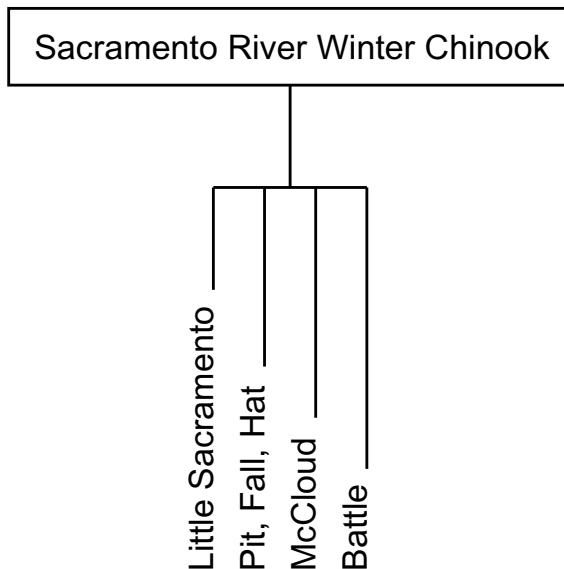 Sacramento River Winter Chinook
Little Sacramento
Pit, Fall, Hat
McCloud
Battle